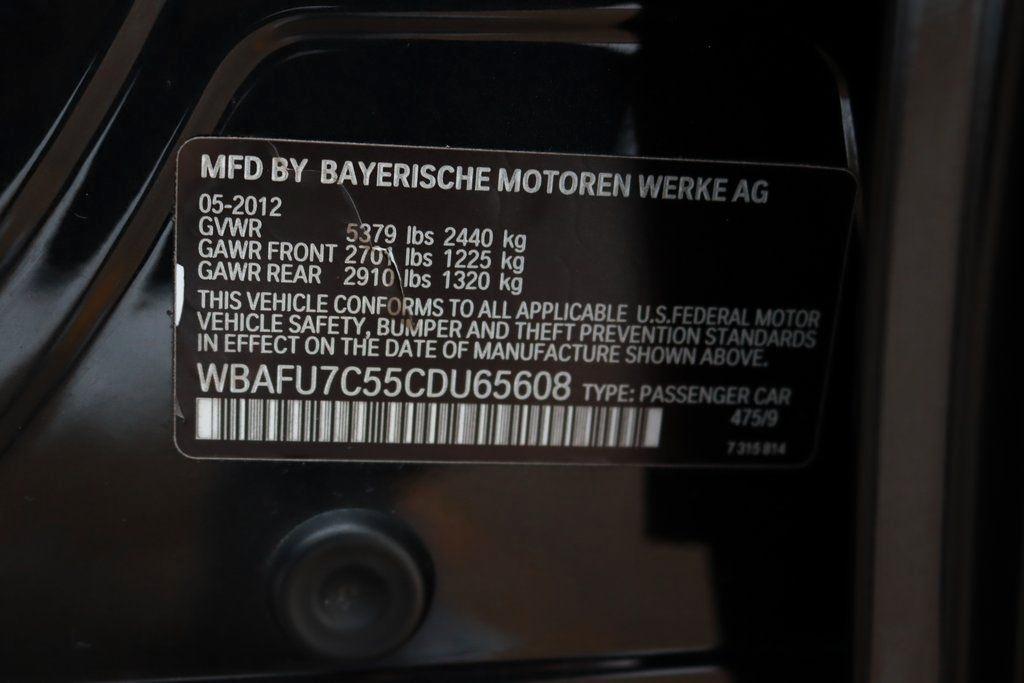 MFD BY BAYERISCHE MOTOREN WERKE AG
05-2012
GVWR 5379 lbs 2440 kg
GAWR FRONT 2701 lbs 1225 kg
GAWR REAR 2910 lbs 1320 kg
THIS VEHICLE CONFORMS TO ALL APPLICABLE U.S.FEDERAL MOTOR
VEHICLE SAFETY, BUMPER AND THEFT PREVENTION STANDARDS
IN EFFECT ON THE DATE OF MANUFACTURE SHOWN ABOVE.
WBAFU7C55CDU65608 TYPE: PASSENGER CAR
475/9
7 315 814